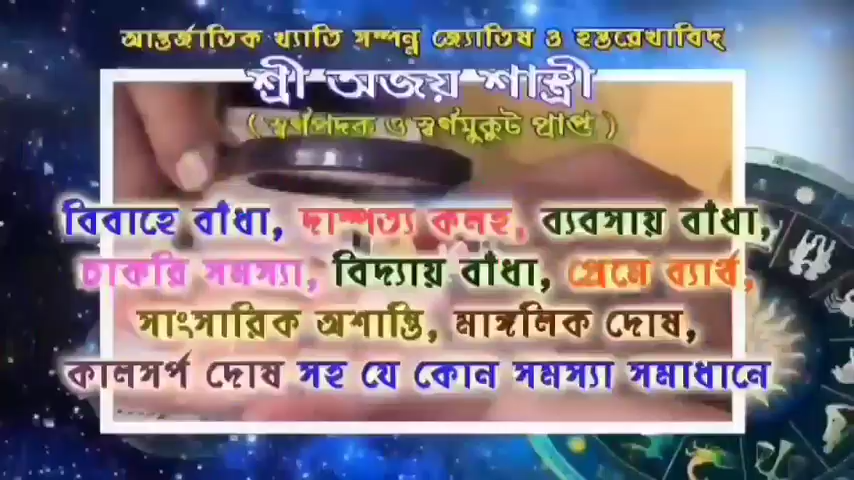 আন্তর্জাতিক খ্যাতি সম্পন্ন জ্যোতিষ ও হস্তরেখাবিদ্
শ্রী অজয় শাস্ত্রী
( স্বর্ণপদক ও স্বর্ণমুকুট প্রাপ্ত )
বিবাহে বাঁধা, দাম্পত্য কলহ, ব্যবসায় বাঁধা,
চাকরি সমস্যা, বিদ্যায় বাঁধা, প্রেমে ব্যার্থ,
সাংসারিক অশান্তি, মাঙ্গলিক দোষ,
কালসর্প দোষ সহ যে কোন সমস্যা সমাধানে